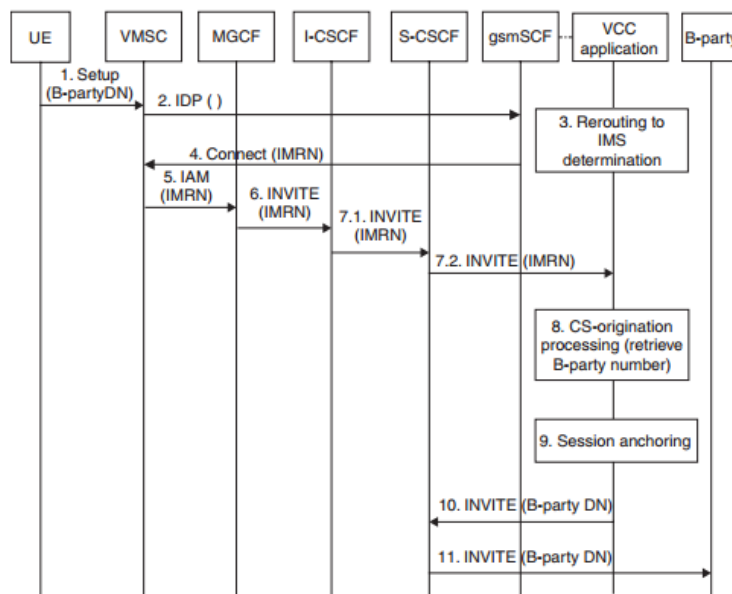 UE
VMSC
MGCF
I-CSCF
S-CSCF
gsmSCF
VCC
application
B-party
1. Setup
(B-partyDN)
2. IDP ( )
3. Rerouting to
IMS
determination
4. Connect (IMRN)
5. IAM
(IMRN)
6. INVITE
(IMRN)
7.1. INVITE
(IMRN)
7.2. INVITE (IMRN)
8. CS-origination
processing (retrieve
B-party number)
9. Session anchoring
10. INVITE (B-party DN)
11. INVITE (B-party DN)